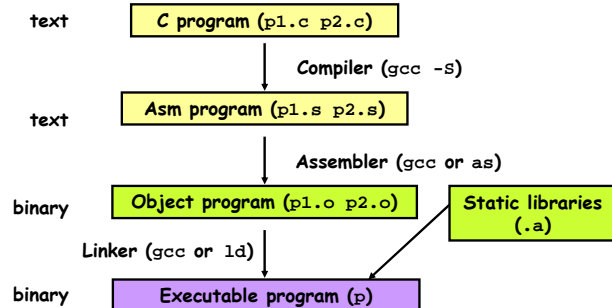 text
C program (p1.c p2.c)
Compiler (gcc -S)
text
Asm program (p1.s p2.s)
Assembler (gcc or as)
binary
Object program (p1.o p2.o)
Static libraries
(.a)
Linker (gcc or ld)
binary
Executable program (p)